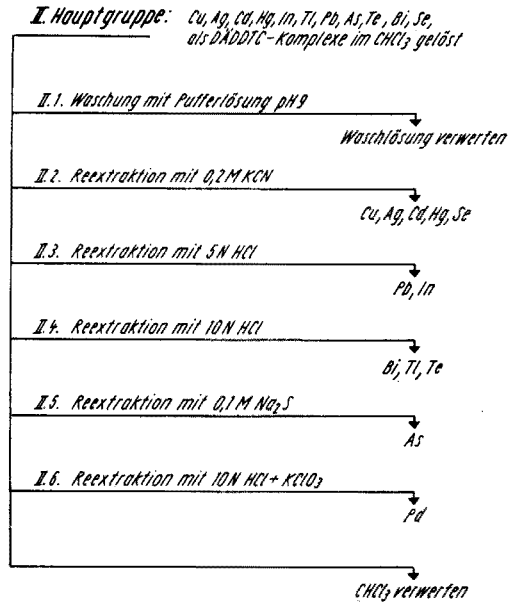 II. Hauptgruppe: Cu, Ag, Cd, Hg, In, Tl, Pb, As, Te, Bi, Se,
als DÄDDTC-Komplexe im CHCl₃ gelöst
II.1. Waschung mit Pufferlösung pH 9
Waschlösung verwerfen
II.2. Reextraktion mit 0,2 M KCN
Cu, Ag, Cd, Hg, Se
II.3. Reextraktion mit 5 N HCl
Pb, In
II.4. Reextraktion mit 10 N HCl
Bi, Tl, Te
II.5. Reextraktion mit 0,1 M Na₂S
As
II.6. Reextraktion mit 10 N HCl + KClO₃
Pd
CHCl₃ verwerfen